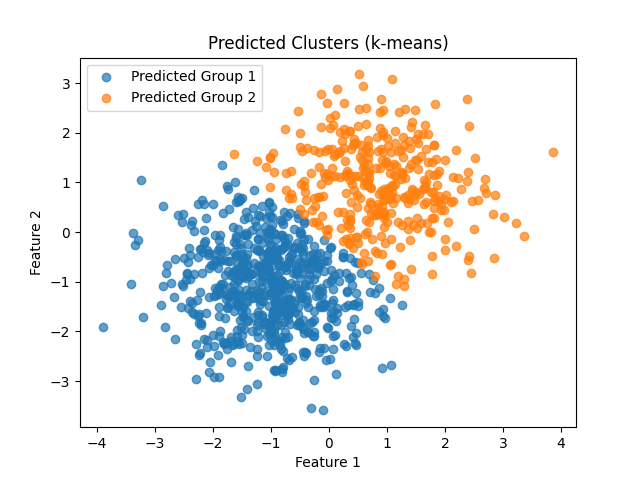 Predicted Clusters (k-means)
Predicted Group 1
Predicted Group 2
3
2
1
0
−1
−2
−3
Feature 2
−4 −3 −2 −1 0 1 2 3 4
Feature 1